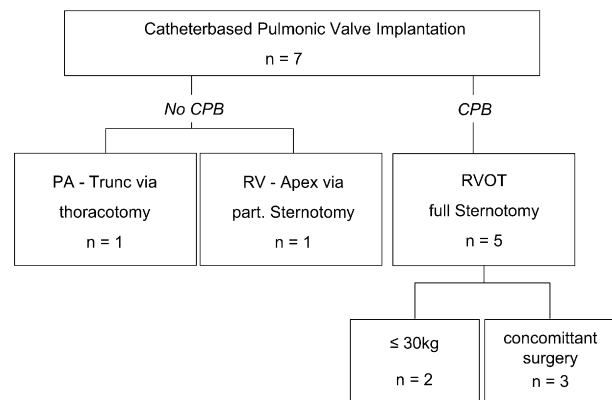 Catheterbased Pulmonic Valve Implantation
n = 7
No CPB
CPB
PA - Trunc via
thoracotomy
n = 1
RV - Apex via
part. Sternotomy
n = 1
RVOT
full Sternotomy
n = 5
≤ 30kg
n = 2
concomittant
surgery
n = 3